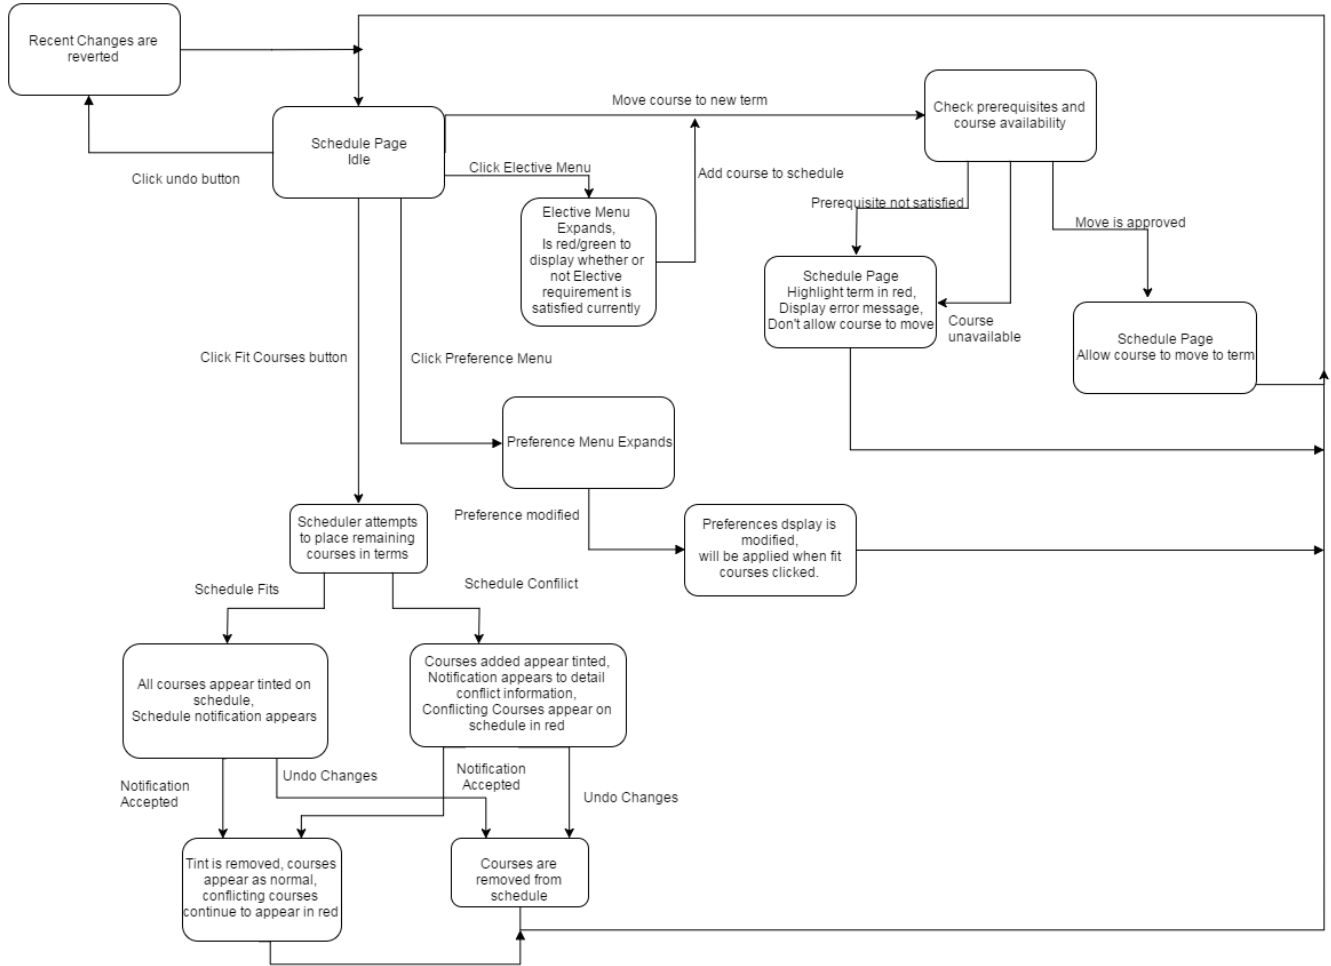 Recent Changes are
reverted
Move course to new term
Check prerequisites and
course availability
Schedule Page
Idle
Click undo button
Click Elective Menu
Add course to schedule
Elective Menu
Expands,
Is red/green to
display whether or
not Elective
requirement is
satisfied currently
Prerequisite not satisfied
Move is approved
Schedule Page
Highlight term in red,
Display error message,
Don't allow course to move
Course
unavailable
Schedule Page
Allow course to move to term
Click Fit Courses button
Click Preference Menu
Preference Menu Expands
Preference modified
Preferences dsplay is
modified,
will be applied when fit
courses clicked.
Scheduler attempts
to place remaining
courses in terms
Schedule Fits
Schedule Confilict
All courses appear tinted on
schedule,
Schedule notification appears
Courses added appear tinted,
Notification appears to detail
conflict information,
Conflicting Courses appear on
schedule in red
Notification
Accepted
Undo Changes
Notification
Accepted
Undo Changes
Tint is removed, courses
appear as normal,
conflicting courses
continue to appear in red
Courses are
removed from
schedule